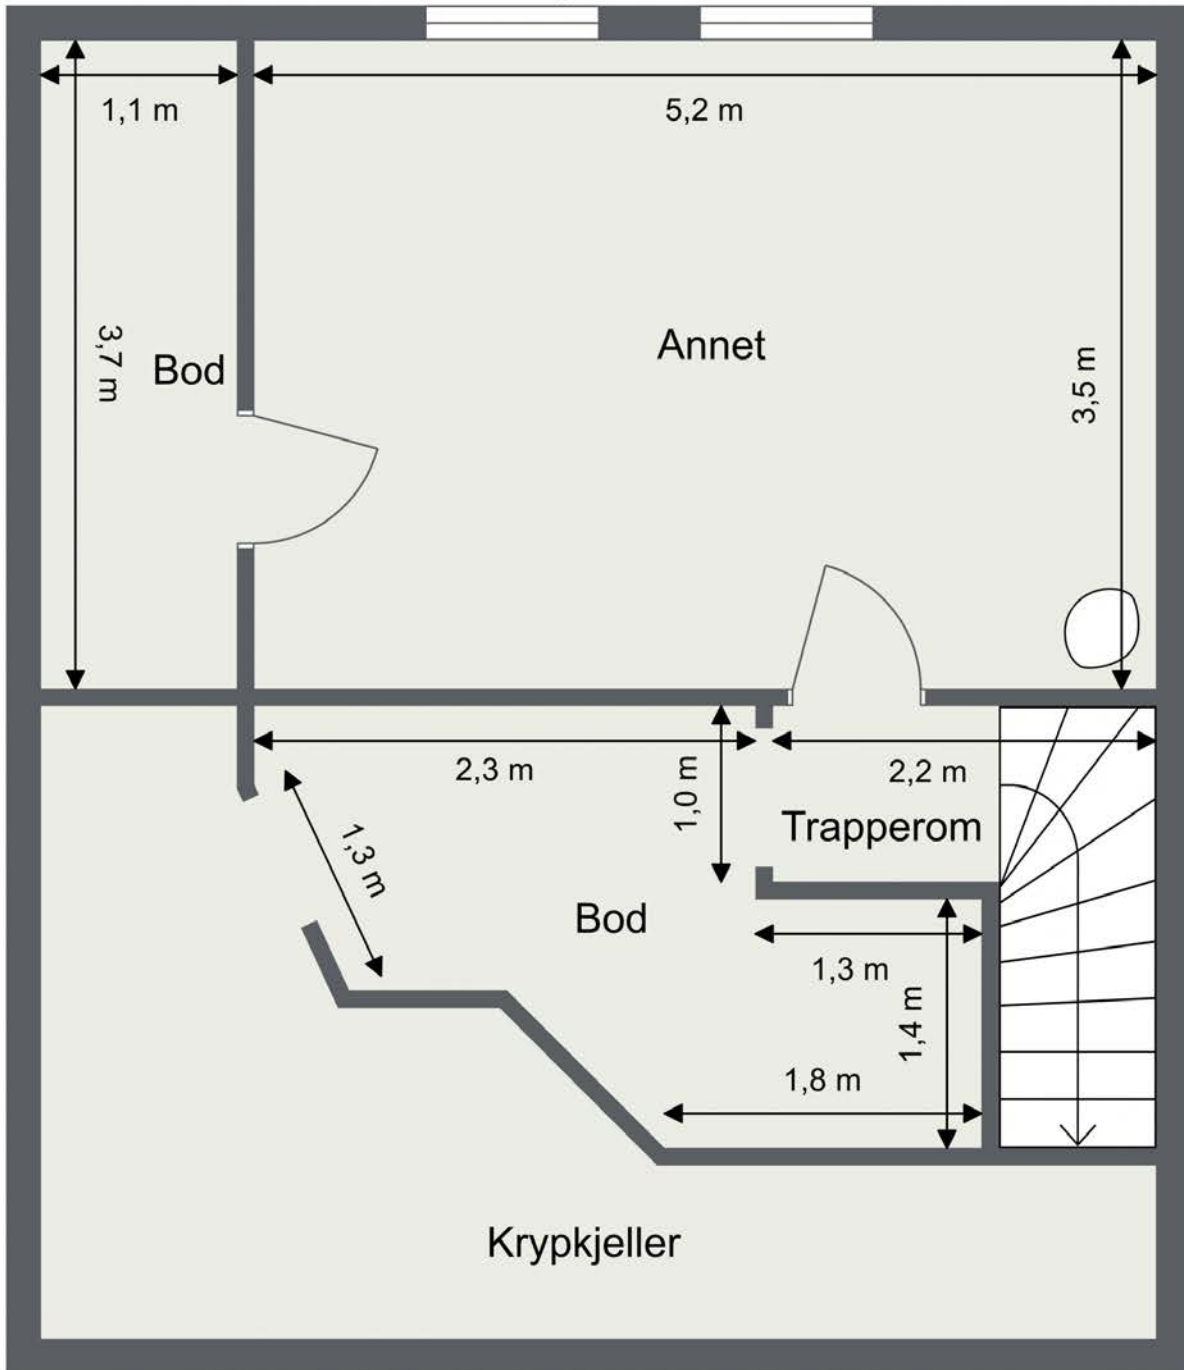 1,1 m
5,2 m
3,7 m
Bod
Annet
3,5 m
2,3 m
1,0 m
2,2 m
1,3 m
Trapperom
Bod
1,3 m
1,4 m
1,8 m
Krypkjeller